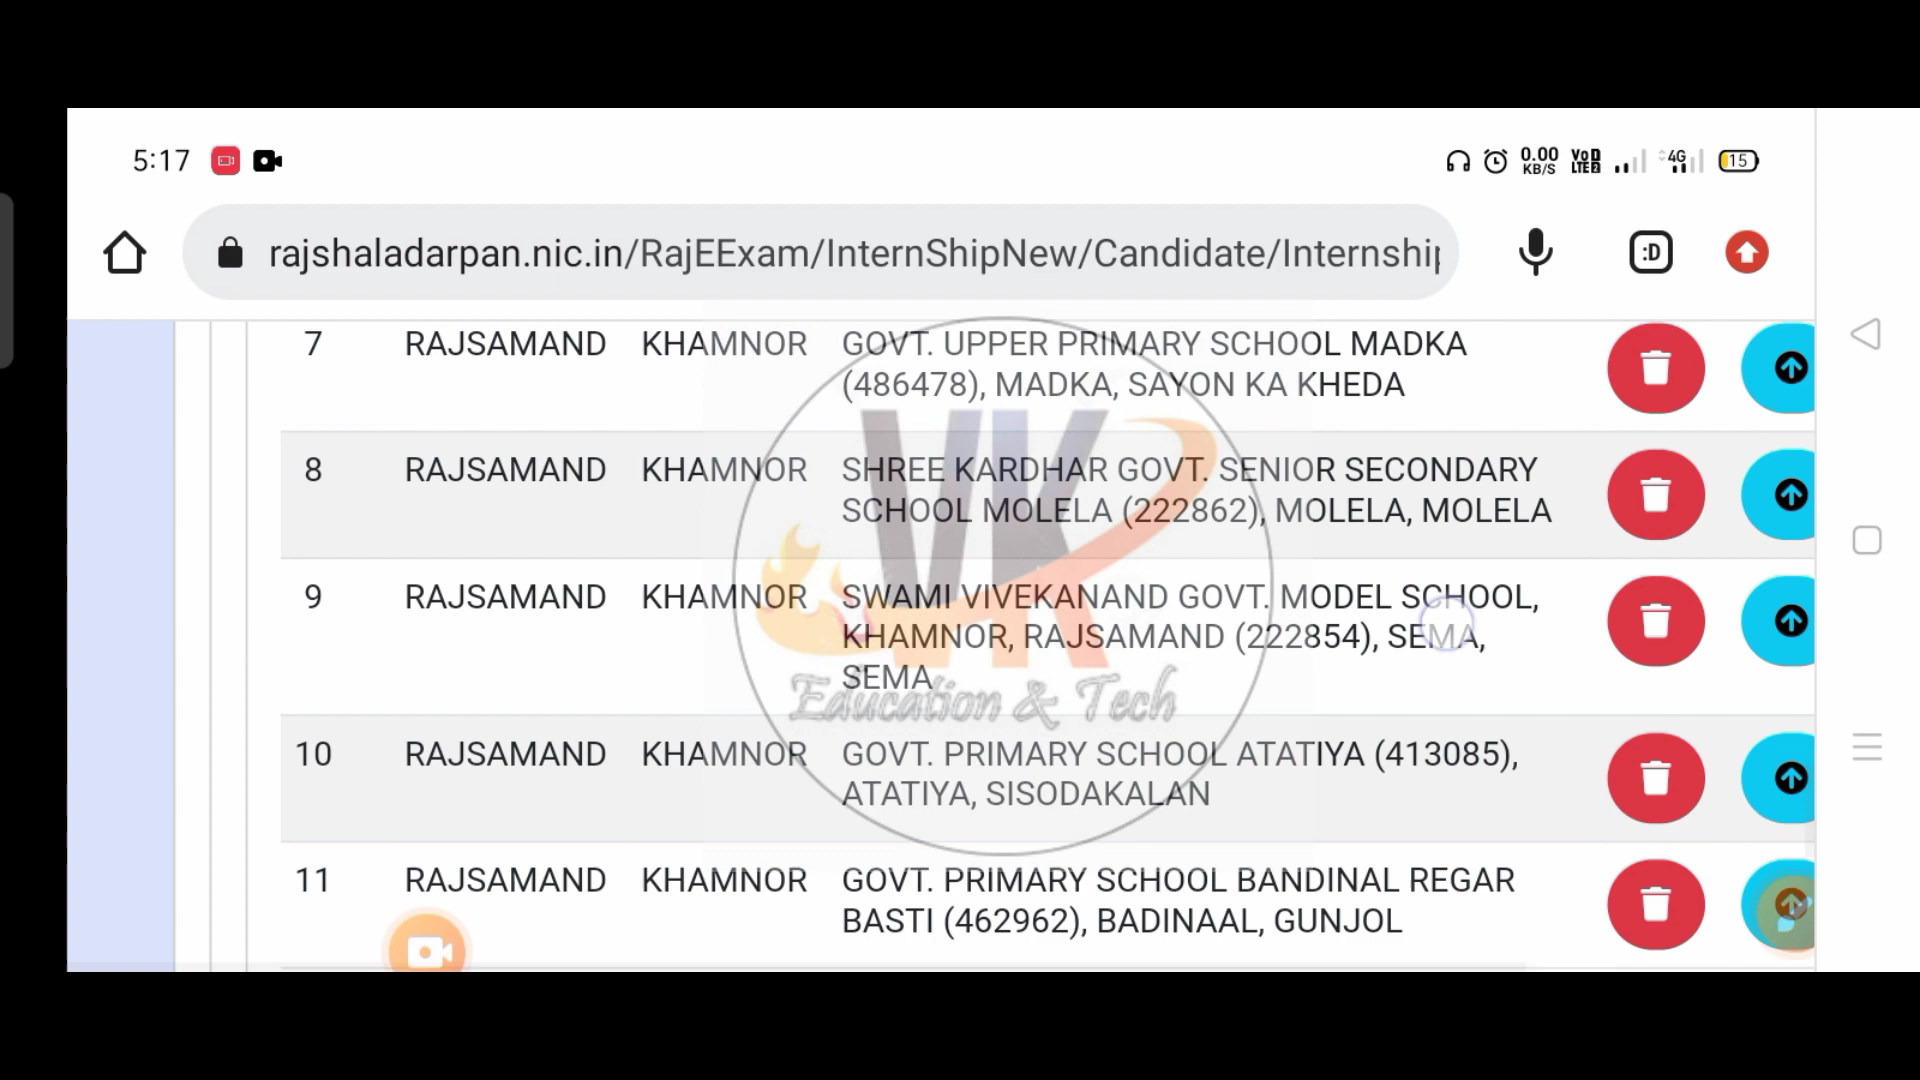 5:17
0.00 KB/S
VoD LTE2
4G
15
rajshaladarpan.nic.in/RajEExam/InternShipNew/Candidate/Internship
:D
7 RAJSAMAND KHAMNOR GOVT. UPPER PRIMARY SCHOOL MADKA
(486478), MADKA, SAYON KA KHEDA
8 RAJSAMAND KHAMNOR SHREE KARDHAR GOVT. SENIOR SECONDARY
SCHOOL MOLELA (222862), MOLELA, MOLELA
9 RAJSAMAND KHAMNOR SWAMI VIVEKANAND GOVT. MODEL SCHOOL,
KHAMNOR, RAJSAMAND (222854), SEMA,
SEMA
10 RAJSAMAND KHAMNOR GOVT. PRIMARY SCHOOL ATATIYA (413085),
ATATIYA, SISODAKALAN
11 RAJSAMAND KHAMNOR GOVT. PRIMARY SCHOOL BANDINAL REGAR
BASTI (462962), BADINAAL, GUNJOL
VK
Education & Tech